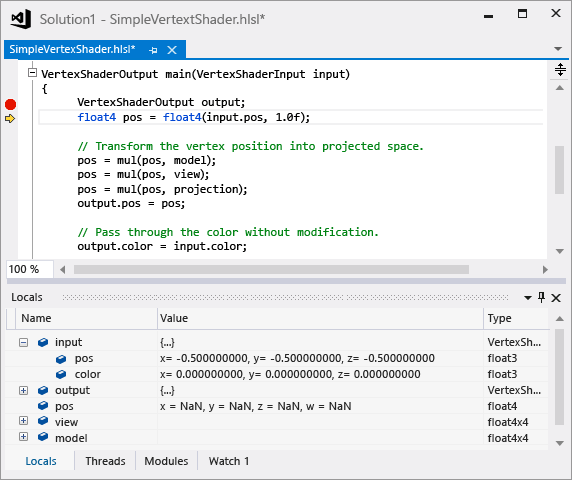 Solution1 - SimpleVertextShader.hlsl*
SimpleVertexShader.hlsl*
VertexShaderOutput main(VertexShaderInput input)
{
VertexShaderOutput output;
float4 pos = float4(input.pos, 1.0f);
// Transform the vertex position into projected space.
pos = mul(pos, model);
pos = mul(pos, view);
pos = mul(pos, projection);
output.pos = pos;
// Pass through the color without modification.
output.color = input.color;
100 %
Locals
Name Value Type
input {...} VertexSh...
pos x= -0.500000000, y= -0.500000000, z= -0.500000000 float3
color x= 0.000000000, y= 0.000000000, z= 0.000000000 float3
output {...} VertexSh...
pos x = NaN, y = NaN, z = NaN, w = NaN float4
view float4x4
model float4x4
Locals Threads Modules Watch 1